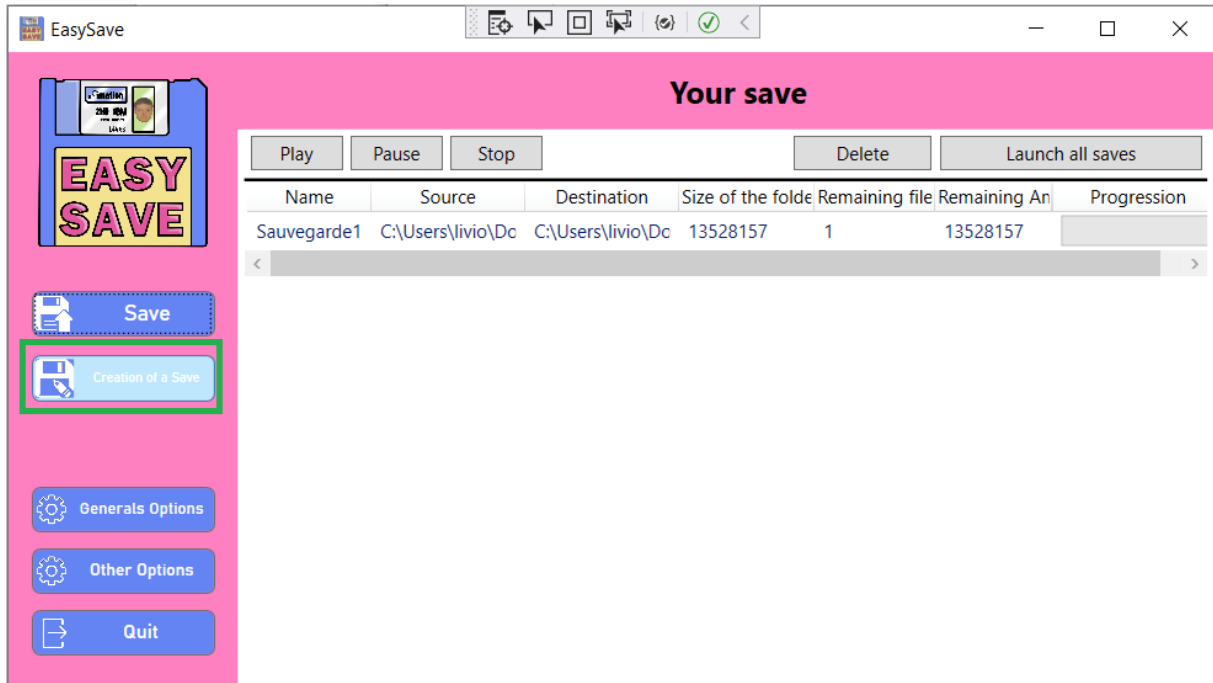 EasySave
Your save
EASY
SAVE
Play Pause Stop Delete Launch all saves
Name Source Destination Size of the folde Remaining file Remaining An Progression
Sauvegarde1 C:\Users\livio\Dc C:\Users\livio\Dc 13528157 1 13528157
Save
Creation of a Save
Generals Options
Other Options
Quit